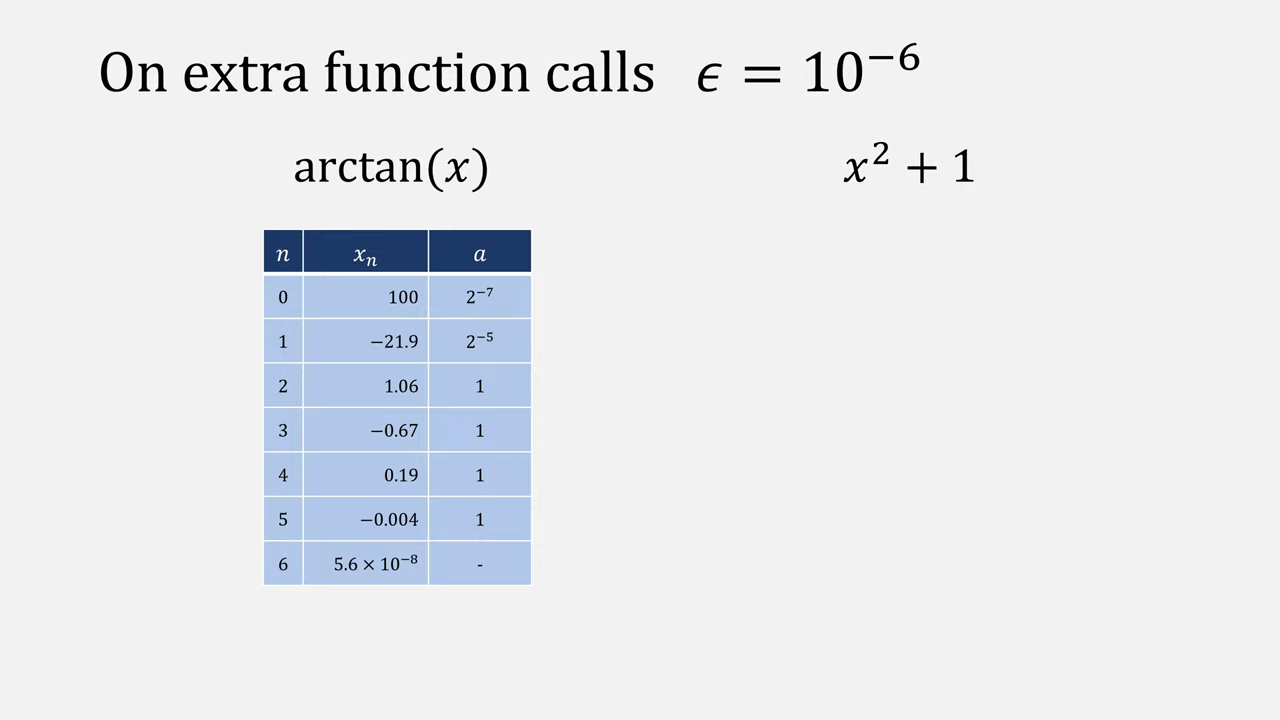 On extra function calls ϵ = 10⁻⁶
arctan(x)
x² + 1
n xₙ a
0 100 2⁻⁷
1 −21.9 2⁻⁵
2 1.06 1
3 −0.67 1
4 0.19 1
5 −0.004 1
6 5.6 × 10⁻⁸ -